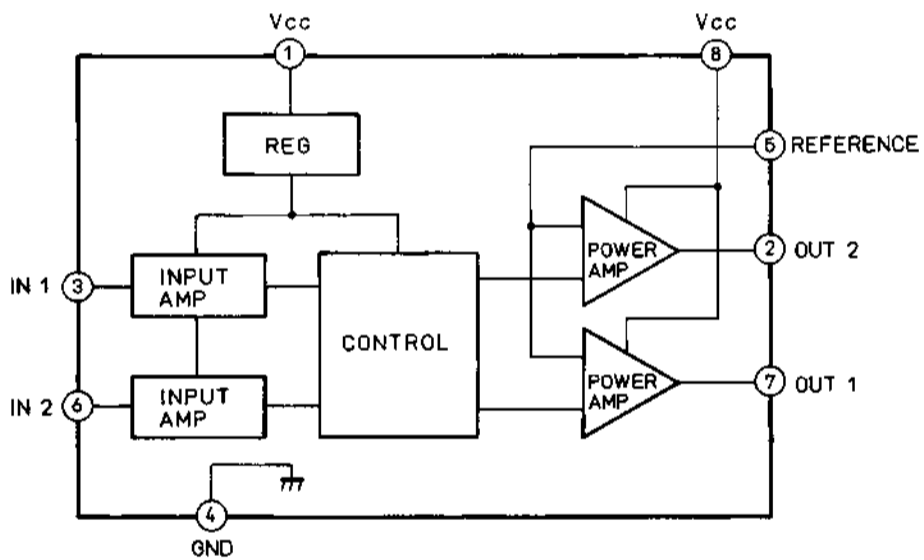 Vcc
Vcc
1
8
REG
5
REFERENCE
POWER
AMP
2
OUT 2
IN 1
3
INPUT
AMP
CONTROL
POWER
AMP
7
OUT 1
IN 2
6
INPUT
AMP
4
GND